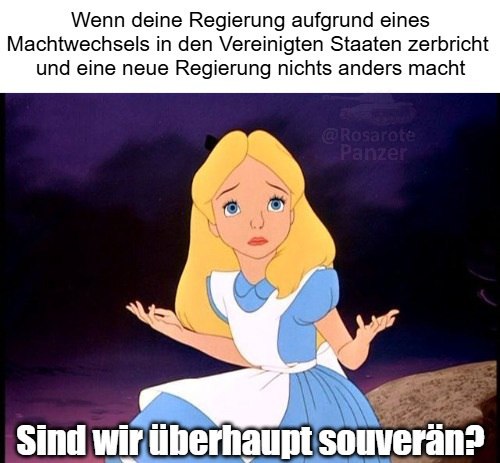 Wenn deine Regierung aufgrund eines
Machtwechsels in den Vereinigten Staaten zerbricht
und eine neue Regierung nichts anders macht
@Rosarote
Panzer
Sind wir überhaupt souverän?